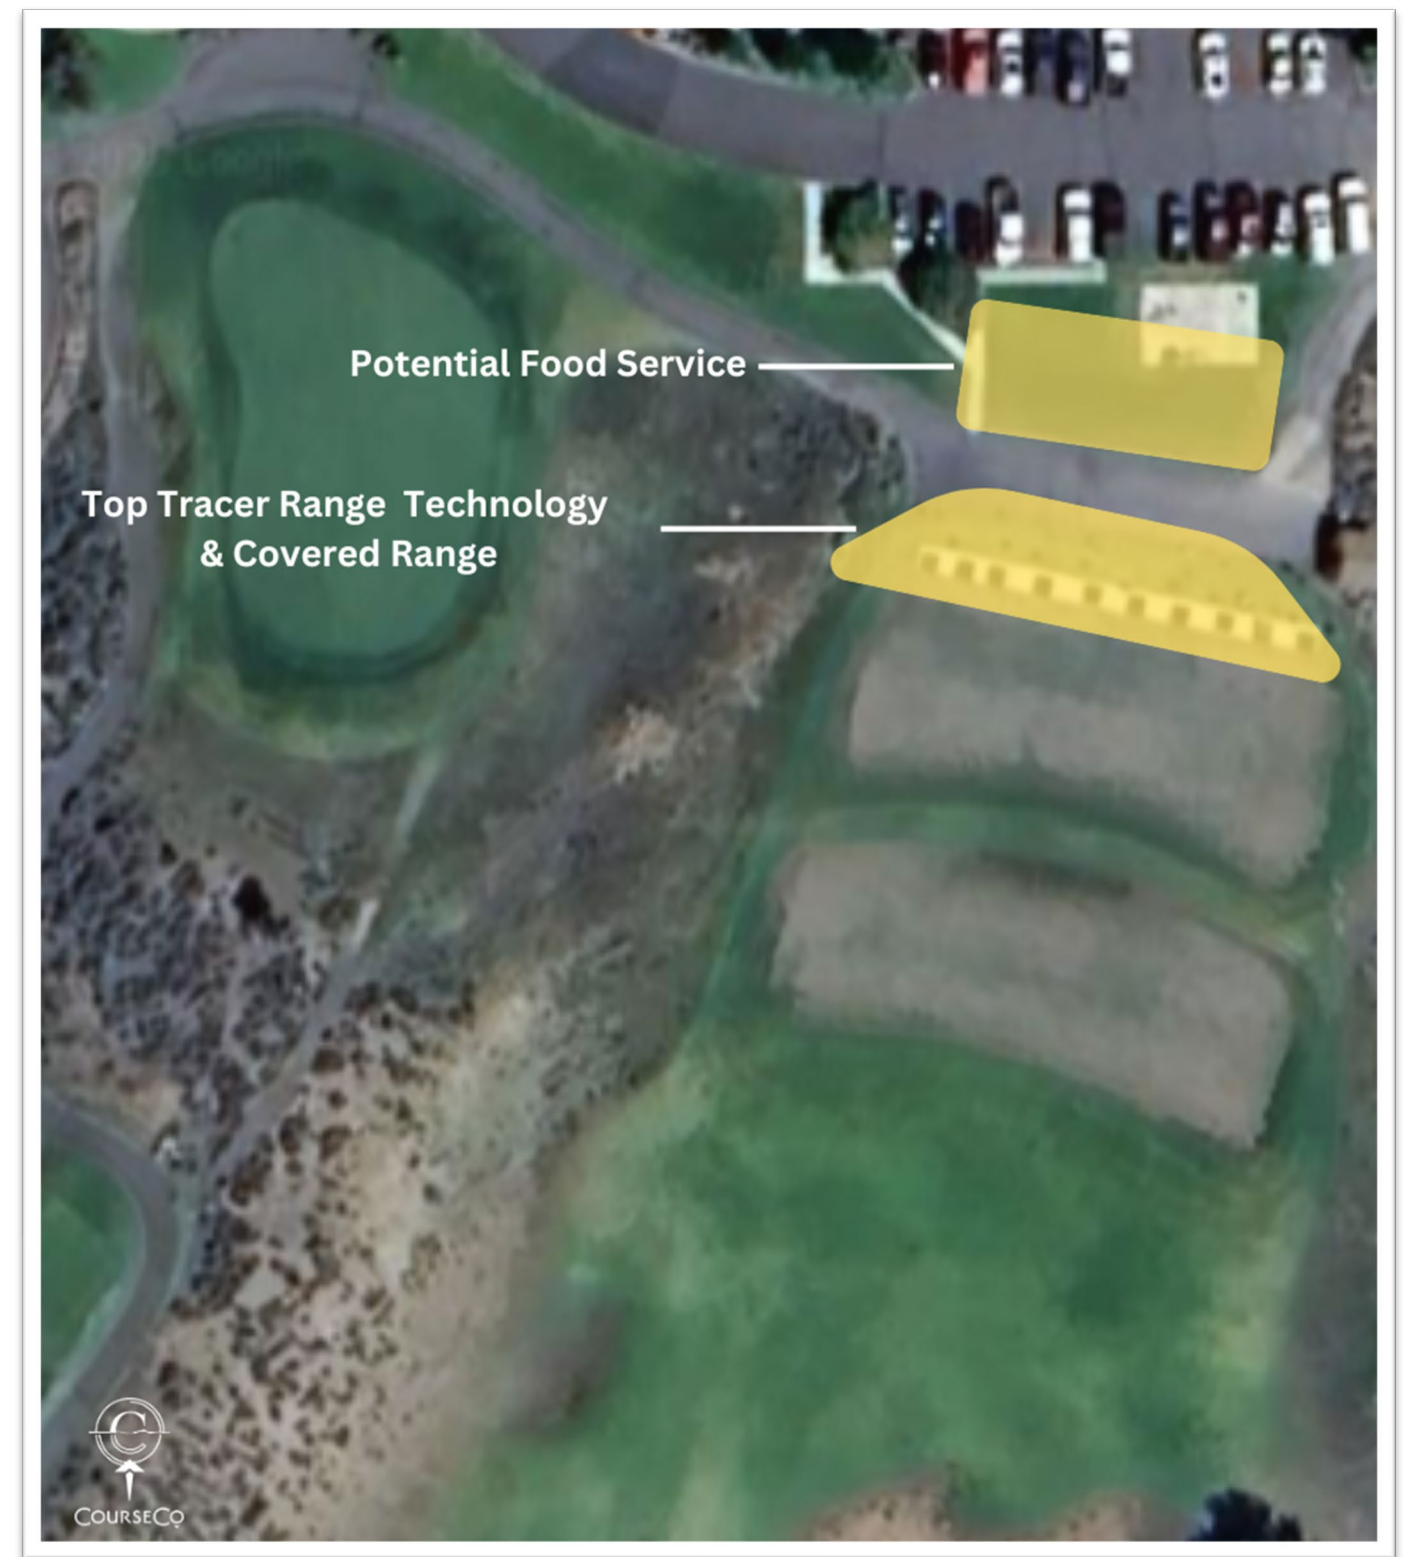 Potential Food Service
Top Tracer Range Technology
& Covered Range
C
COURSECO